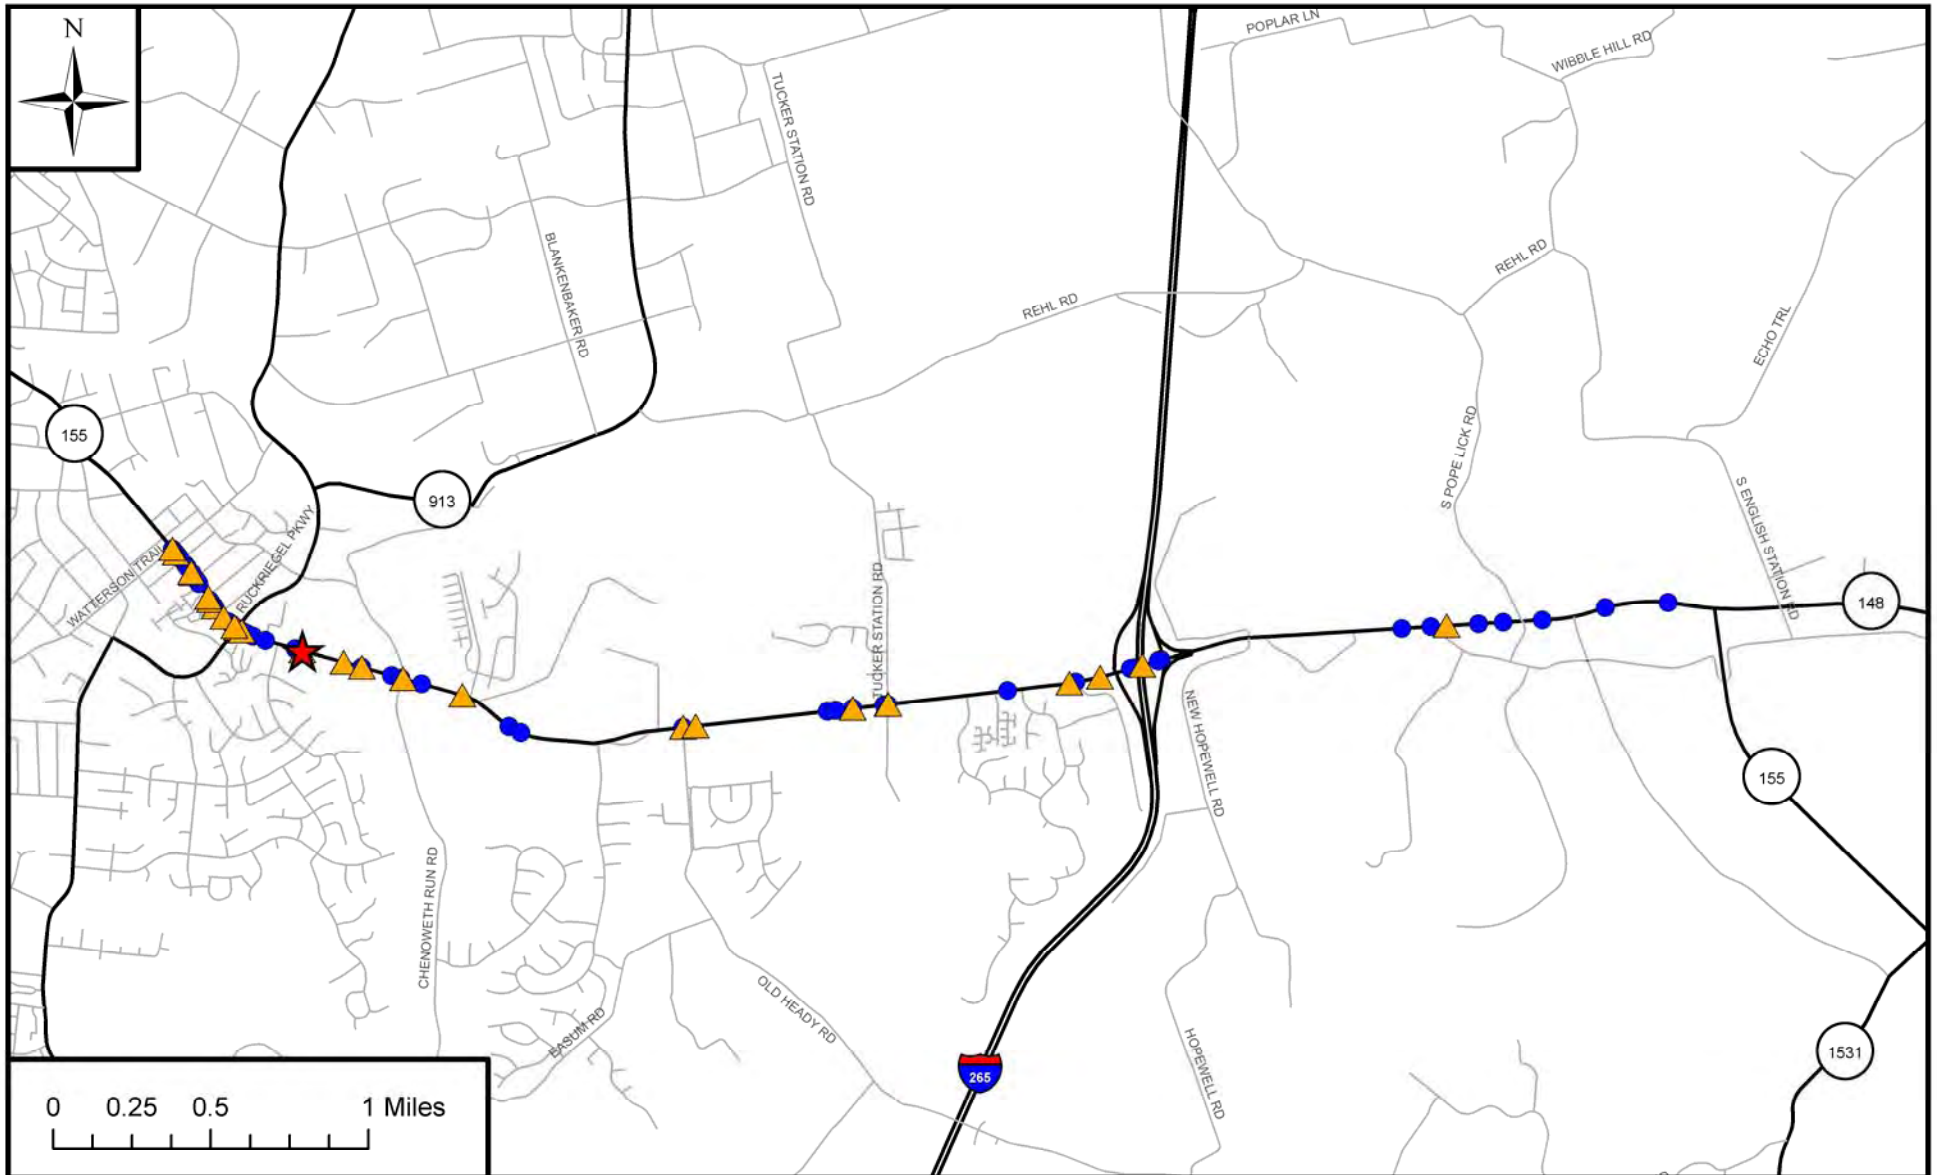 N
POPLAR LN
WIBBLE HILL RD
TUCKER STATION RD
BLANKENBAKER RD
REHL RD
REHL RD
ECHO TRL
155
913
S POPE LICK RD
S ENGLISH STATION RD
WATTERSON TRAIL
RUCKRIEGEL PKWY
TUCKER STATION RD
148
NEW HOPEWELL RD
155
CHENOWETH RUN RD
OLD HEADY RD
EASUM RD
HOPEWELL RD
265
1531
0 0.25 0.5 1 Miles